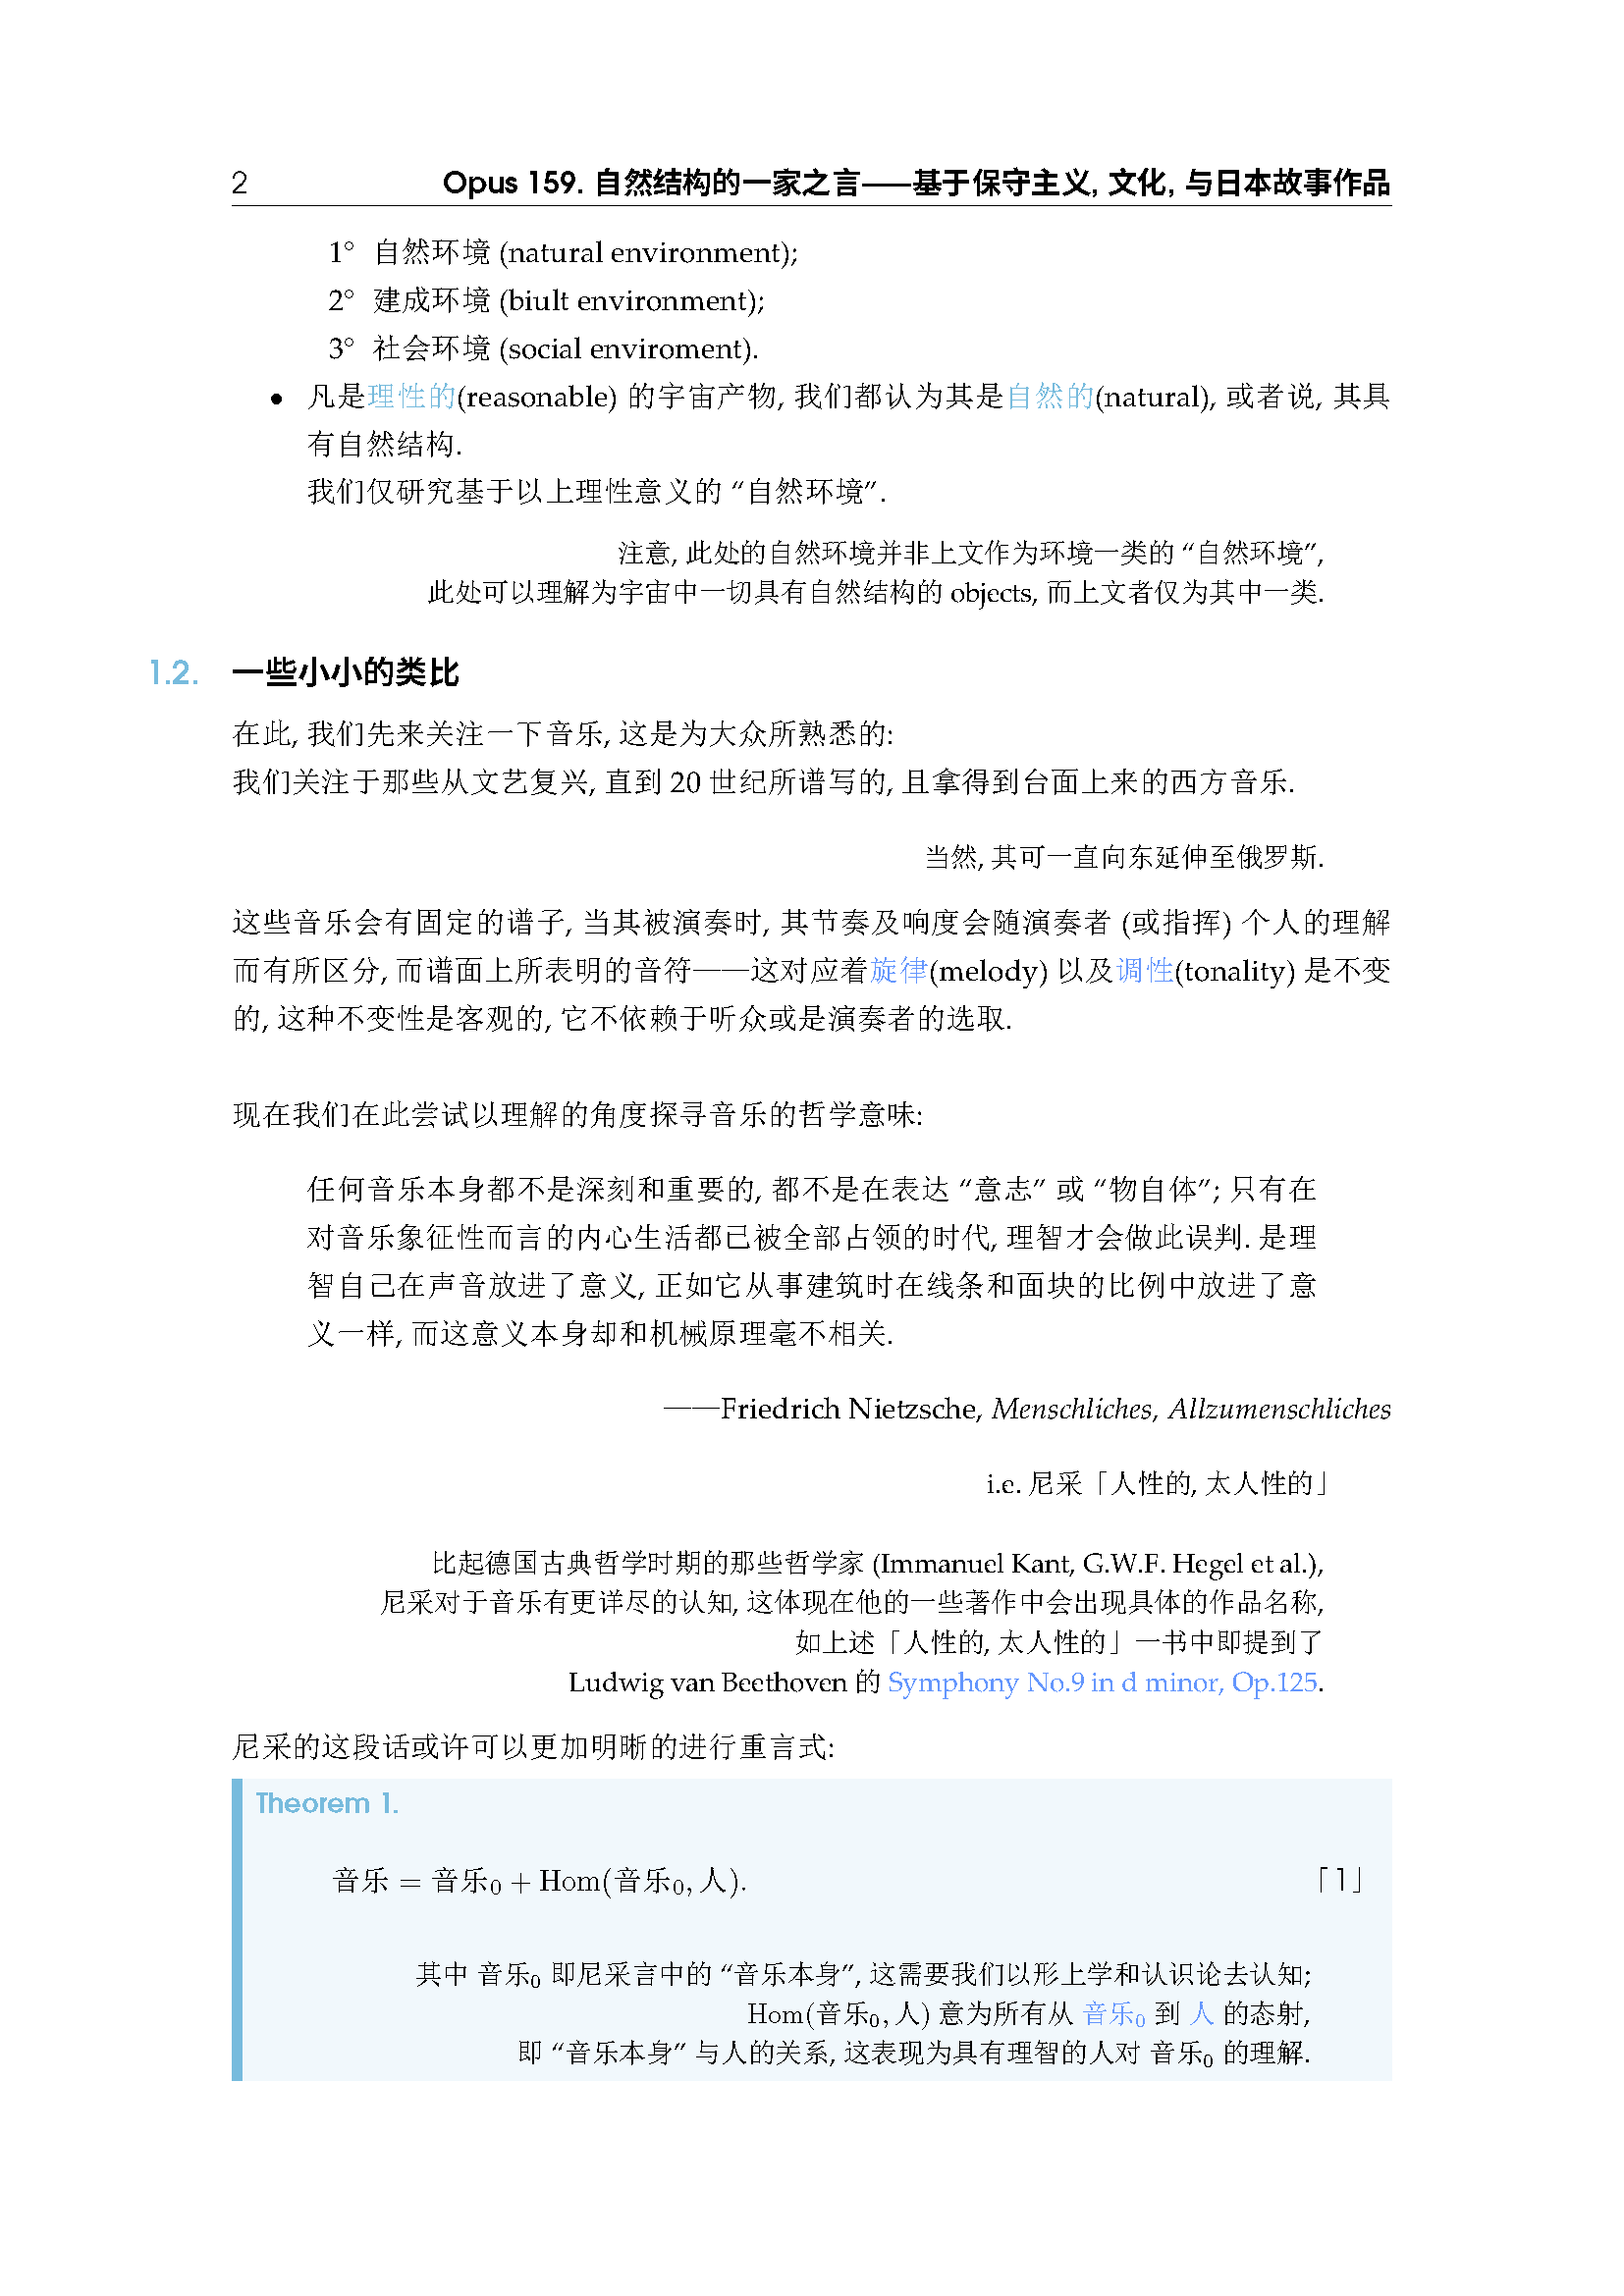 2 Opus 159. 自然结构的一家之言——基于保守主义, 文化, 与日本故事作品
1° 自然环境 (natural environment);
2° 建成环境 (biult environment);
3° 社会环境 (social enviroment).
• 凡是理性的(reasonable) 的宇宙产物, 我们都认为其是自然的(natural), 或者说, 其具
有自然结构.
我们仅研究基于以上理性意义的 “自然环境”.
注意, 此处的自然环境并非上文作为环境一类的 “自然环境”,
此处可以理解为宇宙中一切具有自然结构的 objects, 而上文者仅为其中一类.
1.2. 一些小小的类比
在此, 我们先来关注一下音乐, 这是为大众所熟悉的:
我们关注于那些从文艺复兴, 直到 20 世纪所谱写的, 且拿得到台面上来的西方音乐.
当然, 其可一直向东延伸至俄罗斯.
这些音乐会有固定的谱子, 当其被演奏时, 其节奏及响度会随演奏者 (或指挥) 个人的理解
而有所区分, 而谱面上所表明的音符——这对应着旋律(melody) 以及调性(tonality) 是不变
的, 这种不变性是客观的, 它不依赖于听众或是演奏者的选取.
现在我们在此尝试以理解的角度探寻音乐的哲学意味:
任何音乐本身都不是深刻和重要的, 都不是在表达 “意志” 或 “物自体”; 只有在
对音乐象征性而言的内心生活都已被全部占领的时代, 理智才会做此误判. 是理
智自己在声音放进了意义, 正如它从事建筑时在线条和面块的比例中放进了意
义一样, 而这意义本身却和机械原理毫不相关.
——Friedrich Nietzsche, Menschliches, Allzumenschliches
i.e. 尼采「人性的, 太人性的」
比起德国古典哲学时期的那些哲学家 (Immanuel Kant, G.W.F. Hegel et al.),
尼采对于音乐有更详尽的认知, 这体现在他的一些著作中会出现具体的作品名称,
如上述「人性的, 太人性的」一书中即提到了
Ludwig van Beethoven 的 Symphony No.9 in d minor, Op.125.
尼采的这段话或许可以更加明晰的进行重言式:
Theorem 1.
音乐 = 音乐₀ + Hom(音乐₀, 人). 「1」
其中 音乐₀ 即尼采言中的 “音乐本身”, 这需要我们以形上学和认识论去认知;
Hom(音乐₀, 人) 意为所有从 音乐₀ 到 人 的态射,
即 “音乐本身” 与人的关系, 这表现为具有理智的人对 音乐₀ 的理解.